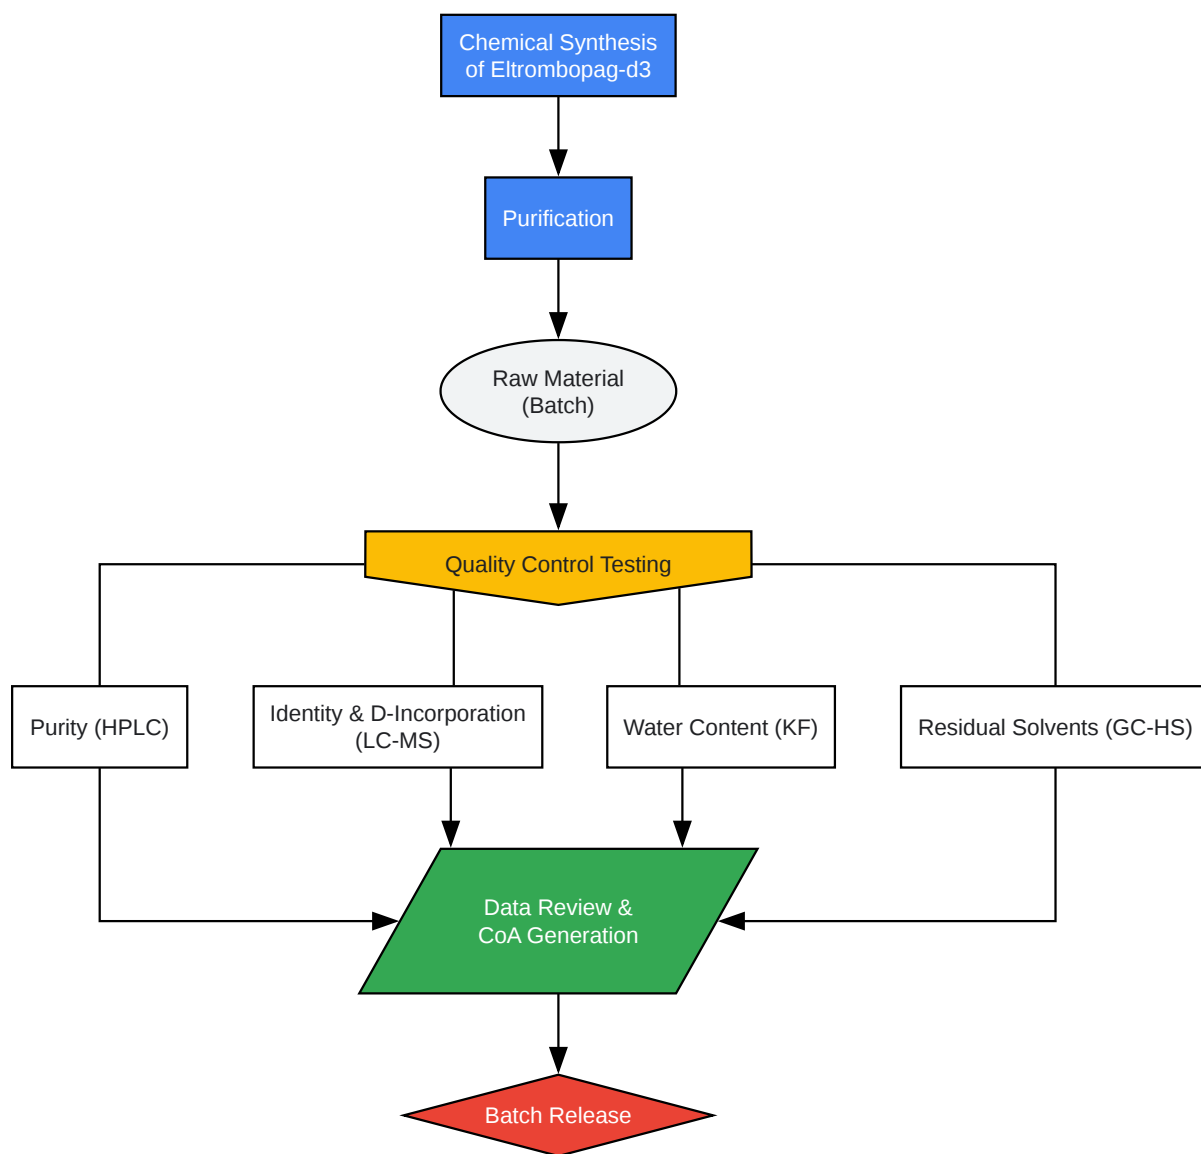 Chemical Synthesis
of Eltrombopag-d3
Purification
Raw Material
(Batch)
Quality Control Testing
Purity (HPLC)
Identity & D-Incorporation
(LC-MS)
Water Content (KF)
Residual Solvents (GC-HS)
Data Review &
CoA Generation
Batch Release